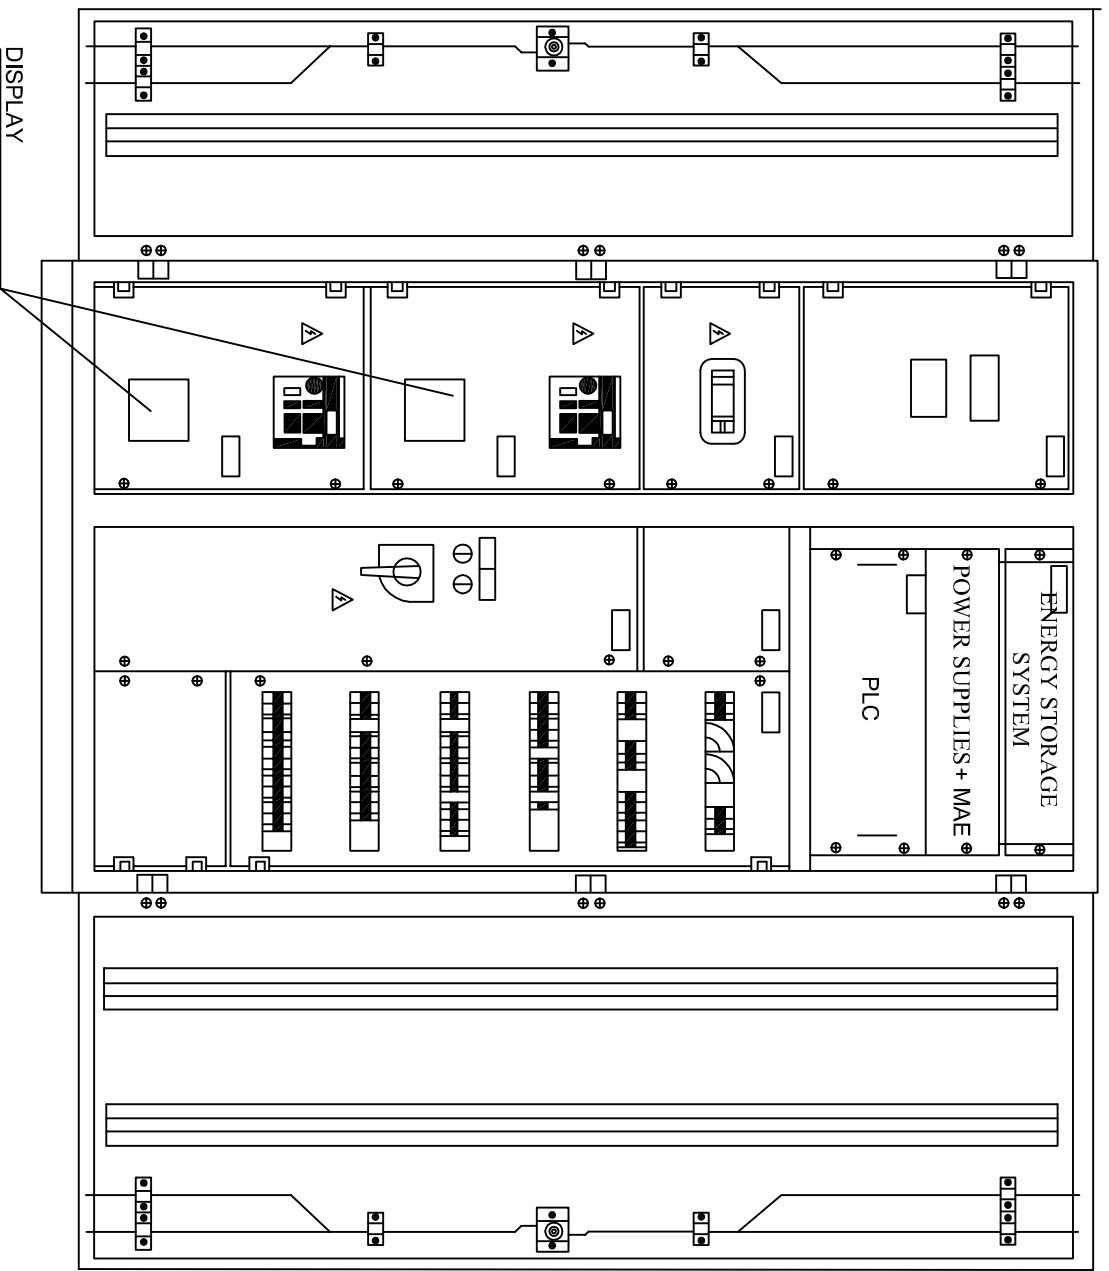 DISPLAY
ENERGY STORAGE
SYSTEM
POWER SUPPLIES+ MAE
PLC